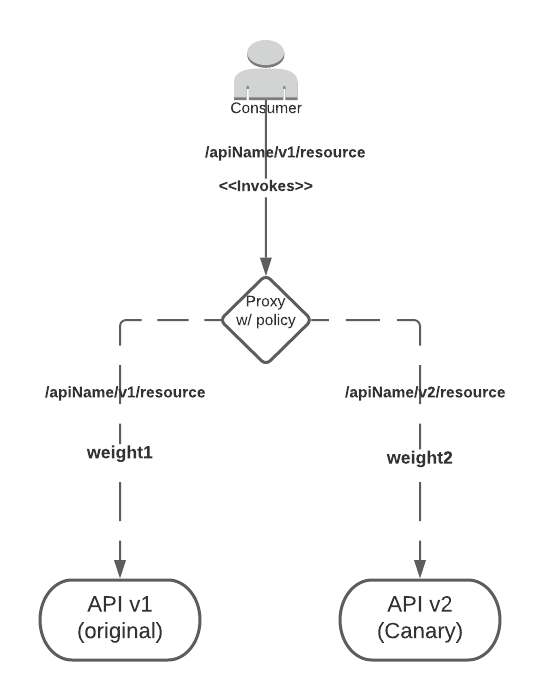 Consumer
/apiName/v1/resource
<<Invokes>>
Proxy
w/ policy
/apiName/v1/resource
/apiName/v2/resource
weight1
weight2
API v1
(original)
API v2
(Canary)